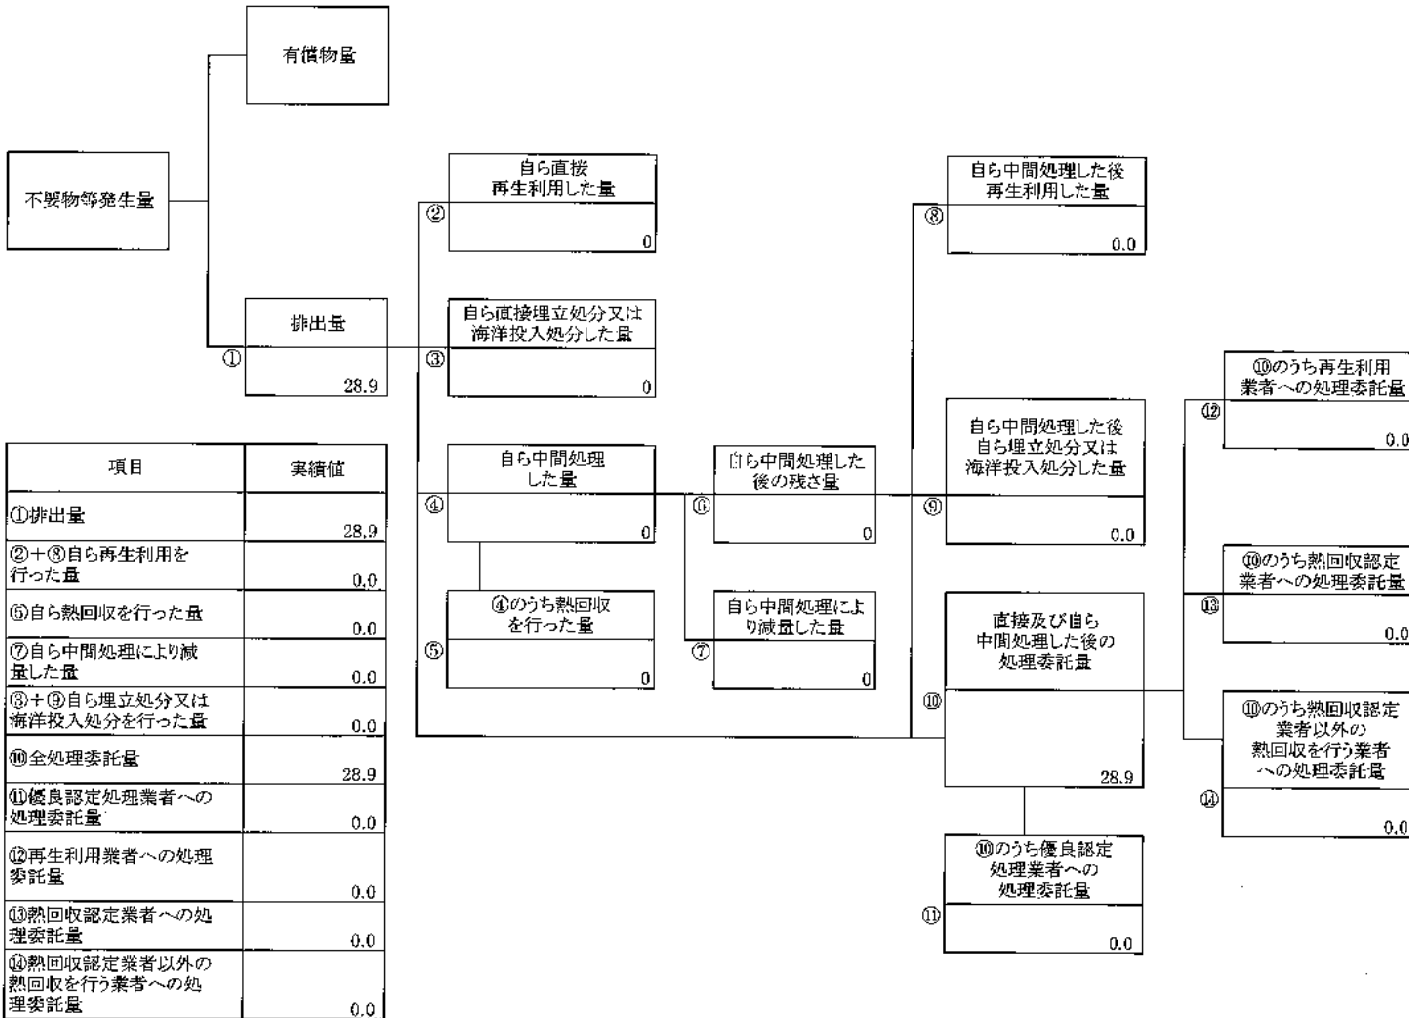 有償物量
不要物等発生量
排出量
①
28.9
自ら直接
再生利用した量
②
0
自ら直接埋立処分又は
海洋投入処分した量
③
0
自ら中間処理
した量
④
0
④のうち熱回収
を行った量
⑤
0
自ら中間処理した
後の残さ量
⑥
0
自ら中間処理によ
り減量した量
⑦
0
自ら中間処理した後
再生利用した量
⑧
0.0
自ら中間処理した後
自ら埋立処分又は
海洋投入処分した量
⑨
0.0
直接及び自ら
中間処理した後の
処理委託量
⑩
28.9
⑩のうち優良認定
処理業者への
処理委託量
⑪
0.0
⑩のうち再生利用
業者への処理委託量
⑫
0.0
⑩のうち熱回収認定
業者への処理委託量
⑬
0.0
⑩のうち熱回収認定
業者以外の
熱回収を行う業者
への処理委託量
⑭
0.0
項目 実績値
①排出量 28.9
②+⑧自ら再生利用を
行った量 0.0
⑤自ら熱回収を行った量 0.0
⑦自ら中間処理により減
量した量 0.0
③+⑨自ら埋立処分又は
海洋投入処分を行った量 0.0
⑩全処理委託量 28.9
⑪優良認定処理業者への
処理委託量 0.0
⑫再生利用業者への処理
委託量 0.0
⑬熱回収認定業者への処
理委託量 0.0
⑭熱回収認定業者以外の
熱回収を行う業者への処
理委託量 0.0